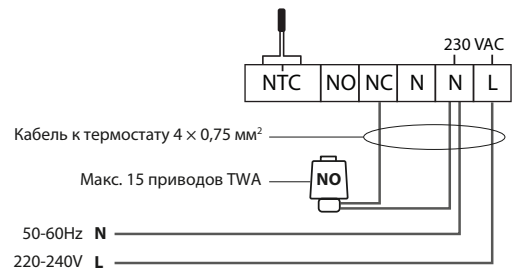 230 VAC
NTC NO NC N N L
Кабель к термостату 4 × 0,75 мм²
Макс. 15 приводов TWA NO
50-60Hz N
220-240V L